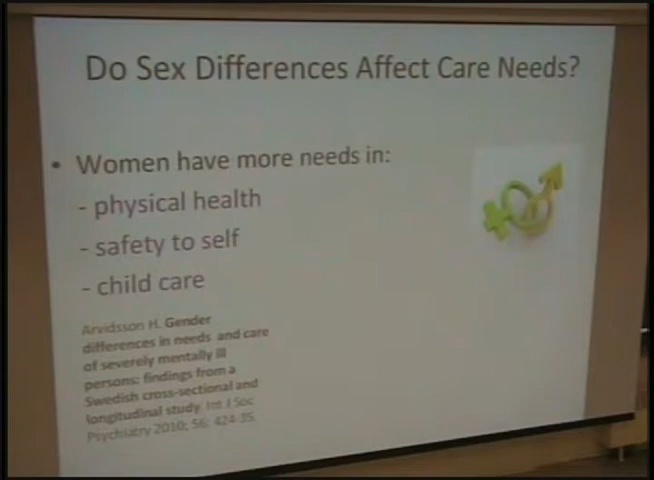 Do Sex Differences Affect Care Needs?
• Women have more needs in:
- physical health
- safety to self
- child care
Arvidsson H. Gender
differences in needs and care
of severely mentally ill
persons: findings from a
Swedish cross-sectional and
longitudinal study. Int J Soc
Psychiatry 2010; 56: 424-35.